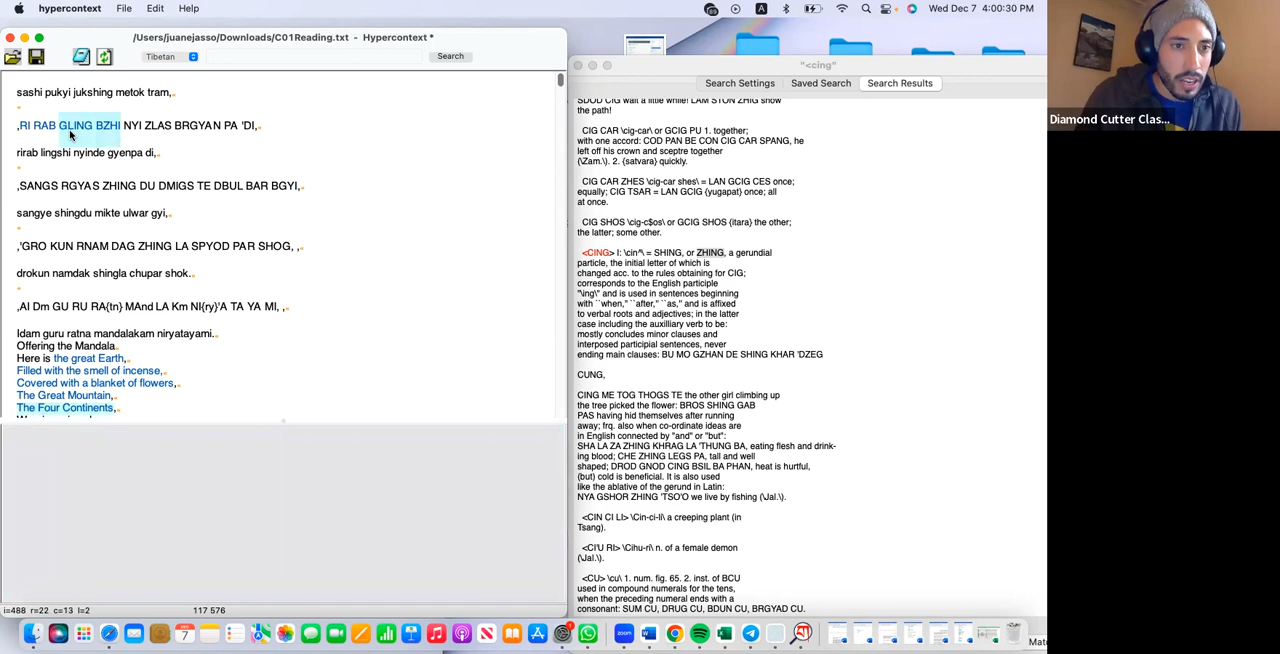 hypercontext File Edit Help Wed Dec 7 4:00:30 PM
/Users/juanejasso/Downloads/C01Reading.txt - Hypercontext *
Tibetan Search
sashi pukyi jukshing metok tram,
,RI RAB GLING BZHI NYI ZLAS BRGYAN PA 'DI,
rirab lingshi nyinde gyenpa di,
,SANGS RGYAS ZHING DU DMIGS TE DBUL BAR BGYI,
sangye shingdu mikte ulwar gyi,
,'GRO KUN RNAM DAG ZHING LA SPYOD PAR SHOG, ,
drokun namdak shingla chupar shok.
,AI Dm GU RU RA{tn} MAnd LA Km NI{ry}'A TA YA MI, ,
Idam guru ratna mandalakam niryatayami.
Offering the Mandala
Here is the great Earth,
Filled with the smell of incense,
Covered with a blanket of flowers,
The Great Mountain,
The Four Continents,
i=488 r=22 c=13 l=2 117 576
"<cing"
Search Settings Saved Search Search Results
SDOD CIG wait a little while! LAM STON ZHIG show
the path!
CIG CAR \cig-car\ or GCIG PU 1. together;
with one accord: COD PAN BE CON CIG CAR SPANG, he
left off his crown and sceptre together
(\Zam.\). 2. {satvara} quickly.
CIG CAR ZHES \cig-car shes\ = LAN GCIG CES once;
equally; CIG TSAR = LAN GCIG {yugapat} once; all
at once.
CIG SHOS \cig-c$os\ or GCIG SHOS {itara} the other;
the latter; some other.
<CING> I: \cin^\ = SHING, or ZHING, a gerundial
particle, the initial letter of which is
changed acc. to the rules obtaining for CIG;
corresponds to the English participle
"\ing\" and is used in sentences beginning
with ``when,'' ``after,'' ``as,'' and is affixed
to verbal roots and adjectives; in the latter
case including the auxilliary verb to be:
mostly concludes minor clauses and
interposed participial sentences, never
ending main clauses: BU MO GZHAN DE SHING KHAR 'DZEG
CUNG,
CING ME TOG THOGS TE the other girl climbing up
the tree picked the flower: BROS SHING GAB
PAS having hid themselves after running
away; frq. also when co-ordinate ideas are
in English connected by "and" or "but":
SHA LA ZA ZHING KHRAG LA 'THUNG BA, eating flesh and drink-
ing blood; CHE ZHING LEGS PA, tall and well
shaped; DROD GNOD CING BSIL BA PHAN, heat is hurtful,
(but) cold is beneficial. It is also used
like the ablative of the gerund in Latin:
NYA GSHOR ZHING 'TSO'O we live by fishing (\Jal.\).
<CIN CI LI> \Cin-ci-li\ a creeping plant (in
Tsang).
<CI'U RI> \Cihu-ri\ n. of a female demon
(\Jal.\).
<CU> \cu\ 1. num. fig. 65. 2. inst. of BCU
used in compound numerals for the tens,
when the preceding numeral ends with a
consonant: SUM CU, DRUG CU, BDUN CU, BRGYAD CU.
Diamond Cutter Clas...
zoom